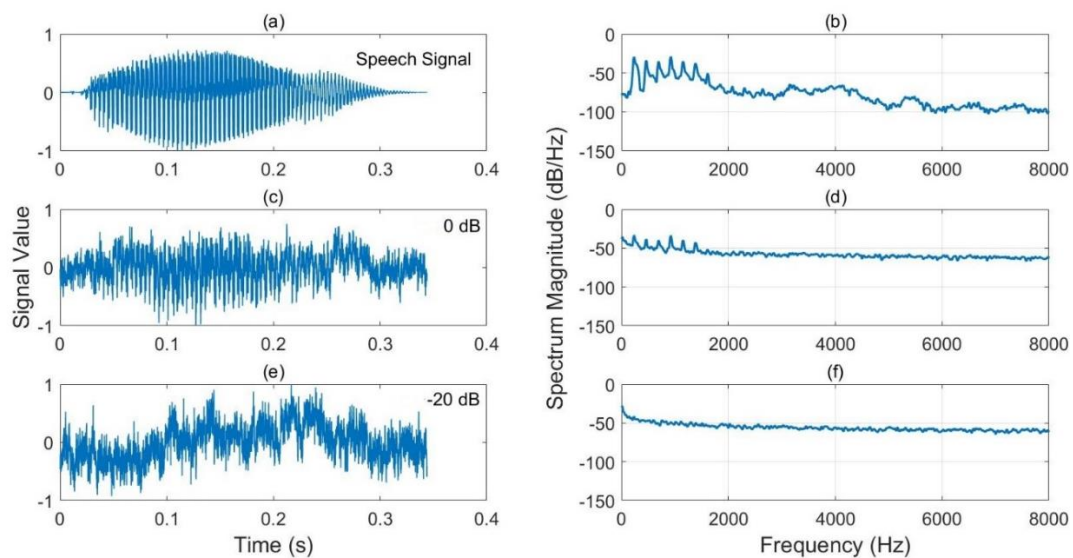 (a)
1
0
-1
Speech Signal
0 0.1 0.2 0.3 0.4
(b)
0
-50
-100
-150
0 2000 4000 6000 8000
(c)
1
0
-1
0 dB
0 0.1 0.2 0.3 0.4
(d)
0
-50
-100
-150
0 2000 4000 6000 8000
(e)
1
0
-1
-20 dB
0 0.1 0.2 0.3 0.4
(f)
0
-50
-100
-150
0 2000 4000 6000 8000
Signal Value
Time (s)
Spectrum Magnitude (dB/Hz)
Frequency (Hz)